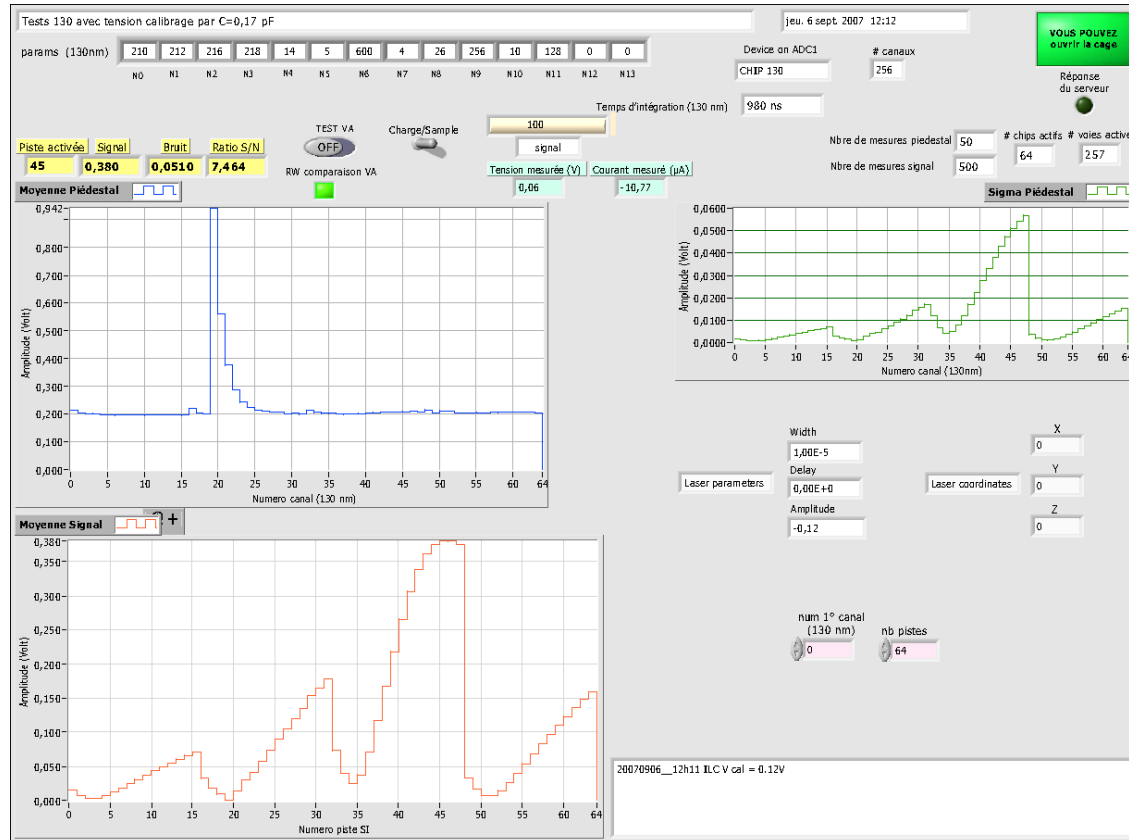 Tests 130 avec tension calibrage par C=0,17 pF
jeu. 6 sept. 2007 12:12
VOUS POUVEZ
ouvrir la cage
params (130nm)
210 212 216 218 14 5 600 4 26 256 10 128 0 0
N0 N1 N2 N3 N4 N5 N6 N7 N8 N9 N10 N11 N12 N13
Device on ADC1
CHIP 130
# canaux
256
Réponse
du serveur
Temps d'intégration (130 nm)
980 ns
TEST VA
OFF
RW comparaison VA
Charge/Sample
100
signal
Nbre de mesures piedestal
50
Nbre de mesures signal
500
# chips actifs
64
# voies active
257
Piste activée Signal Bruit Ratio S/N
45 0,380 0,0510 7,464
Tension mesurée (V) Courant mesuré (µA)
0,06 -10,77
Moyenne Piédestal
0,942
0,800
0,700
0,600
0,500
0,400
0,300
0,200
0,100
0,000
Amplitude (Volt)
0 5 10 15 20 25 30 35 40 45 50 55 60 64
Numero canal (130 nm)
Sigma Piédestal
0,0600
0,0500
0,0400
0,0300
0,0200
0,0100
0,0000
Amplitude (Volt)
0 5 10 15 20 25 30 35 40 45 50 55 60 64
Numero canal (130nm)
Laser parameters
Width
1,00E-5
Delay
0,00E+0
Amplitude
-0,12
Laser coordinates
X
0
Y
0
Z
0
Moyenne Signal
0,380
0,350
0,300
0,250
0,200
0,150
0,100
0,050
0,000
Amplitude (Volt)
0 5 10 15 20 25 30 35 40 45 50 55 60 64
Numero piste SI
num 1° canal
(130 nm)
0
nb pistes
64
20070906__12h11 ILC V cal = 0.12V